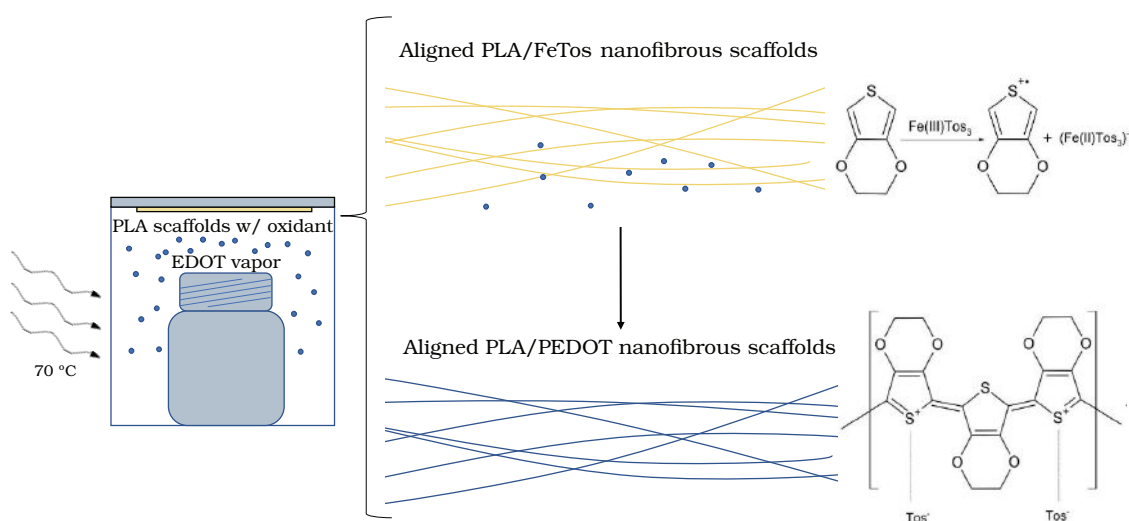 Aligned PLA/FeTos nanofibrous scaffolds
S
O
O
Fe(III)Tos₃
S⁺•
O
O
+ (Fe(II)Tos₃)⁻
PLA scaffolds w/ oxidant
EDOT vapor
70 °C
Aligned PLA/PEDOT nanofibrous scaffolds
O
O
O
O
S
S⁺
S⁺
O
O
Tos⁻
Tos⁻